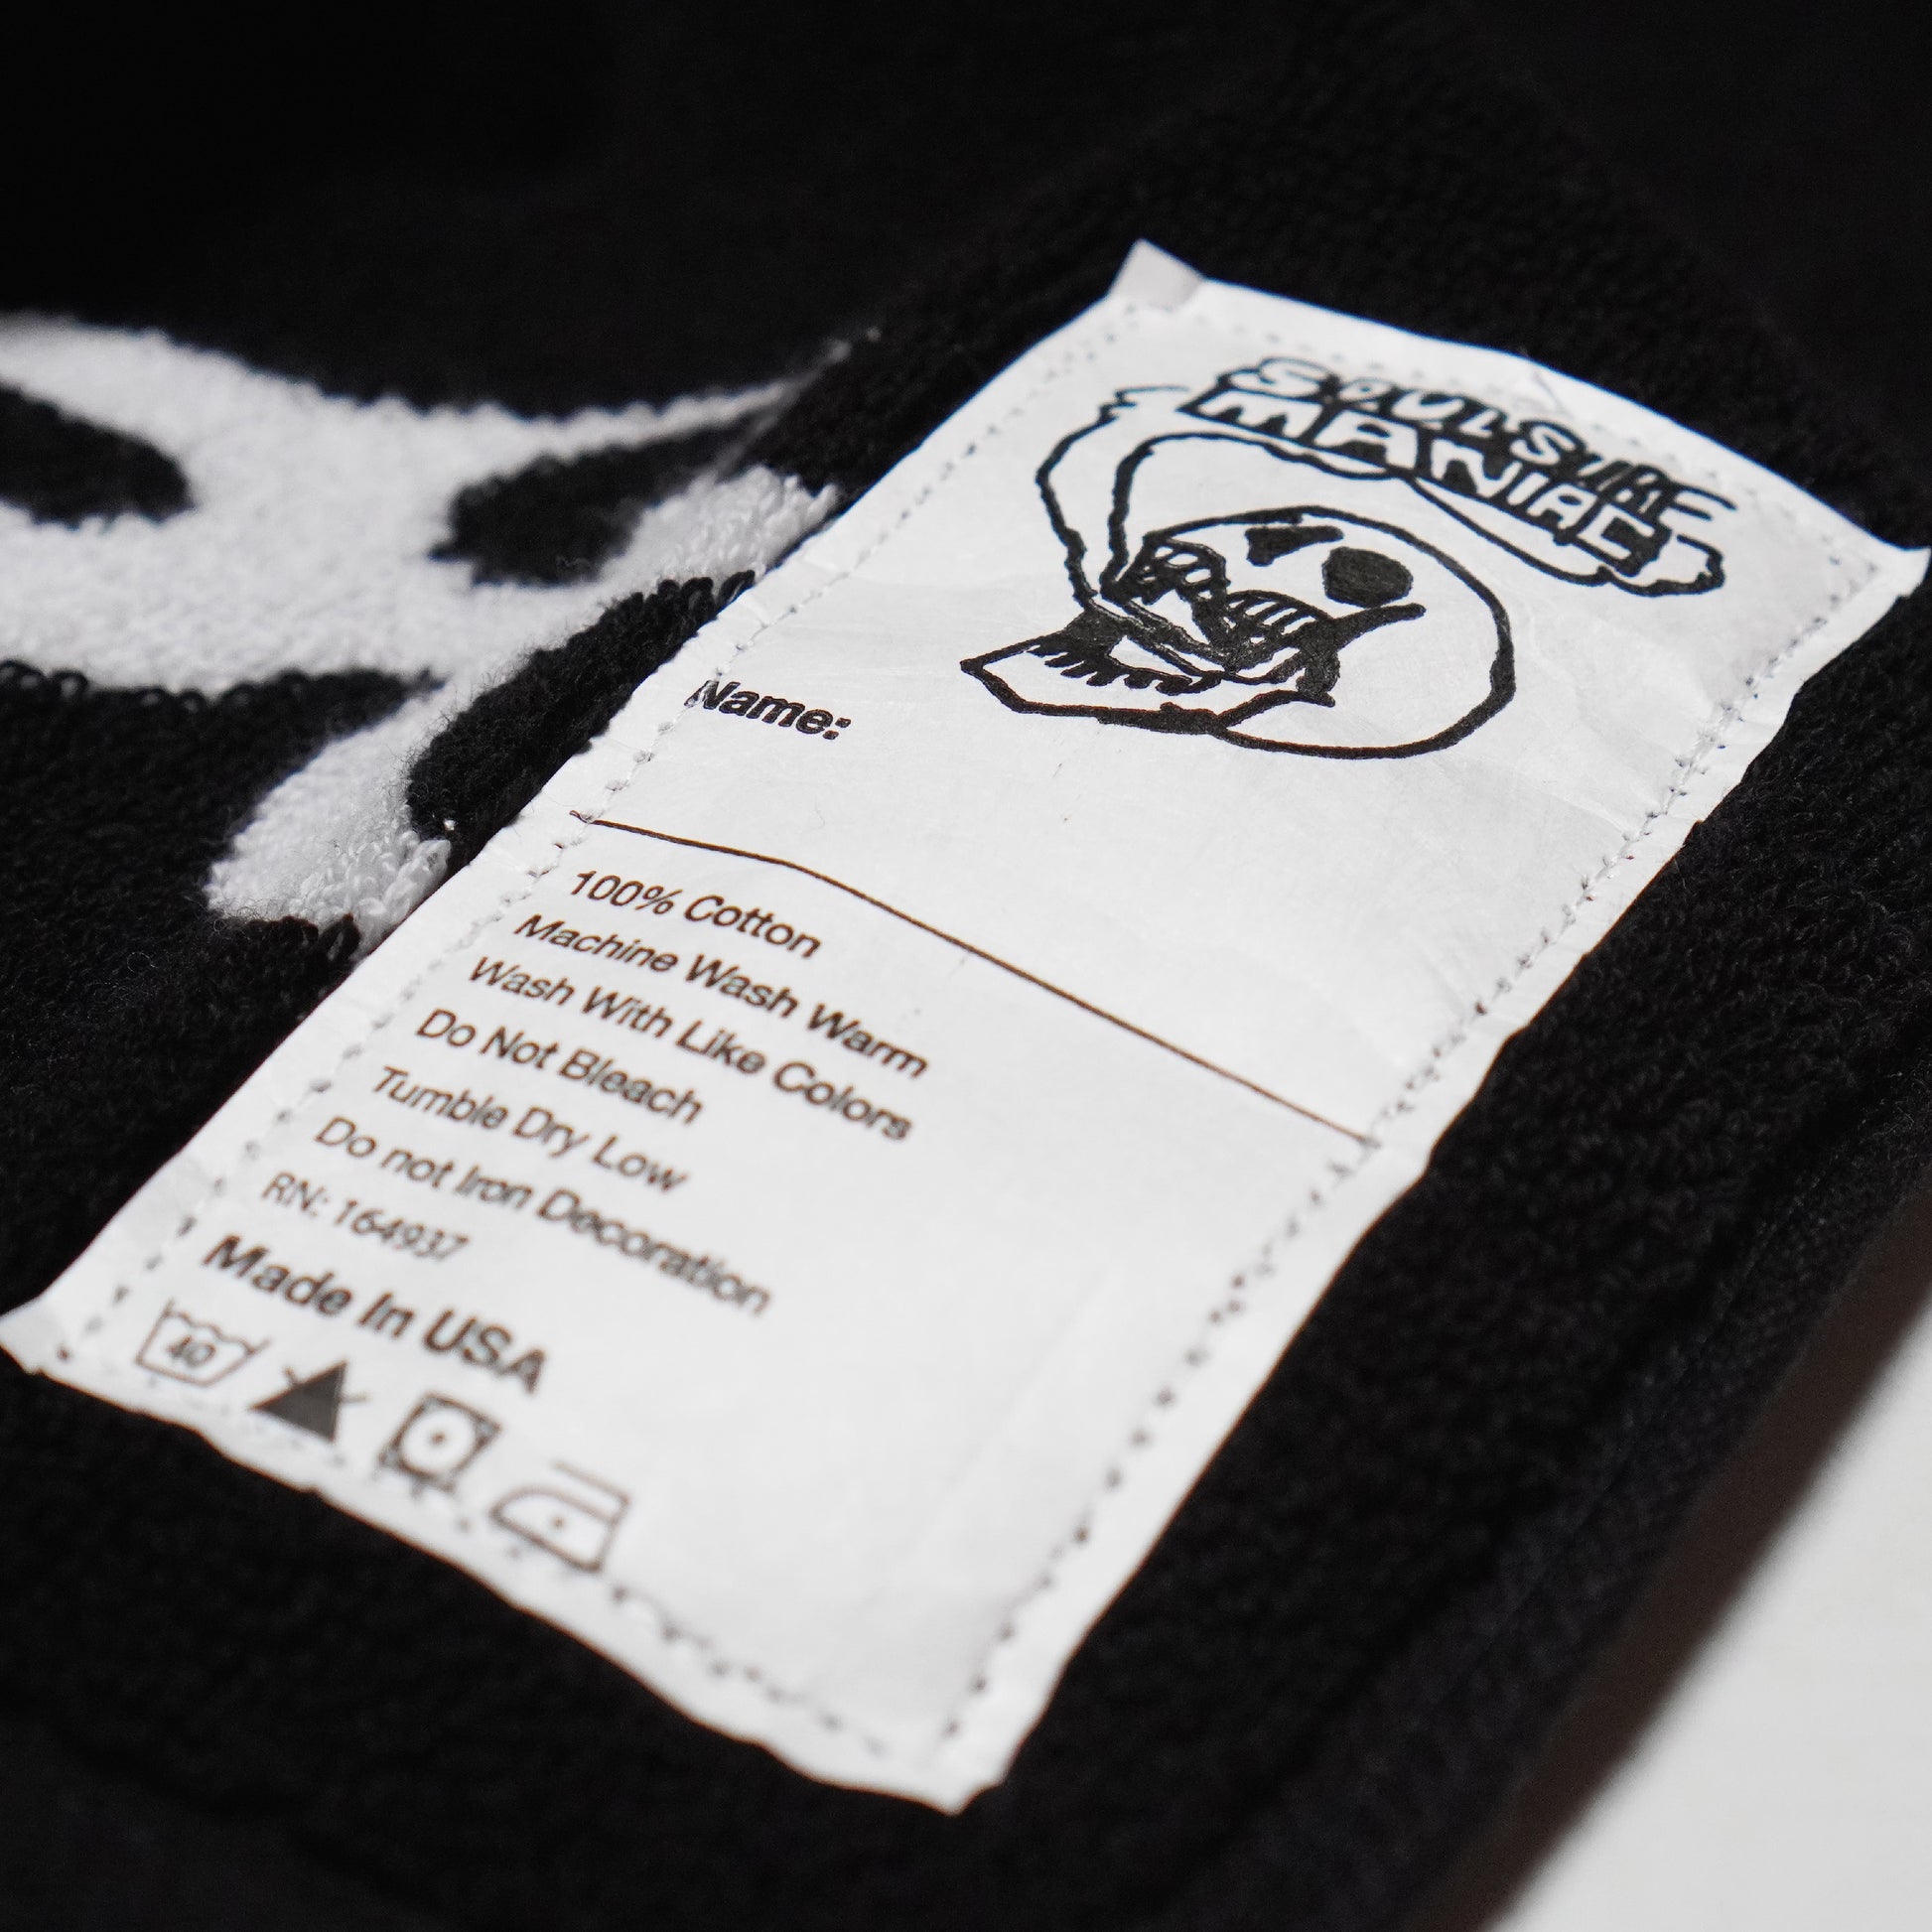 SOULSIKE
MANIAC
Name:
100% Cotton
Machine Wash Warm
Wash With Like Colors
Do Not Bleach
Tumble Dry Low
Do not Iron Decoration
RN: 164937
Made In USA
40